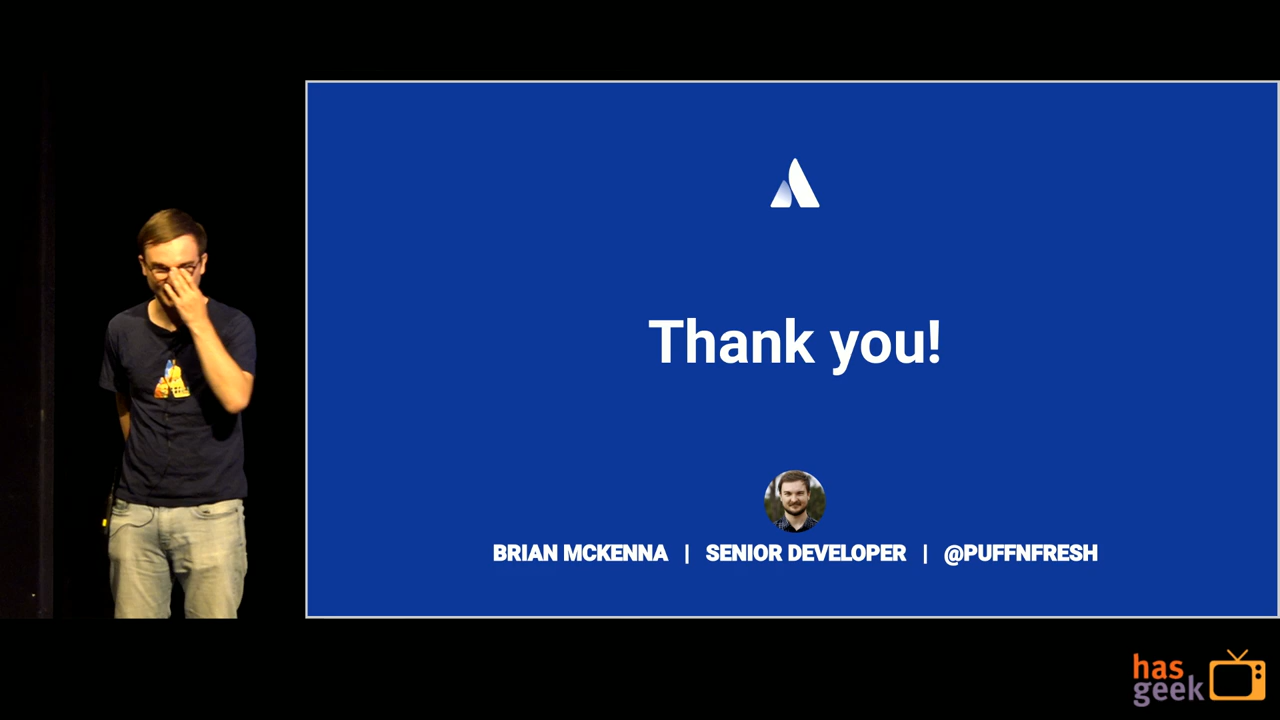 Thank you!
BRIAN MCKENNA | SENIOR DEVELOPER | @PUFFNFRESH
has
geek